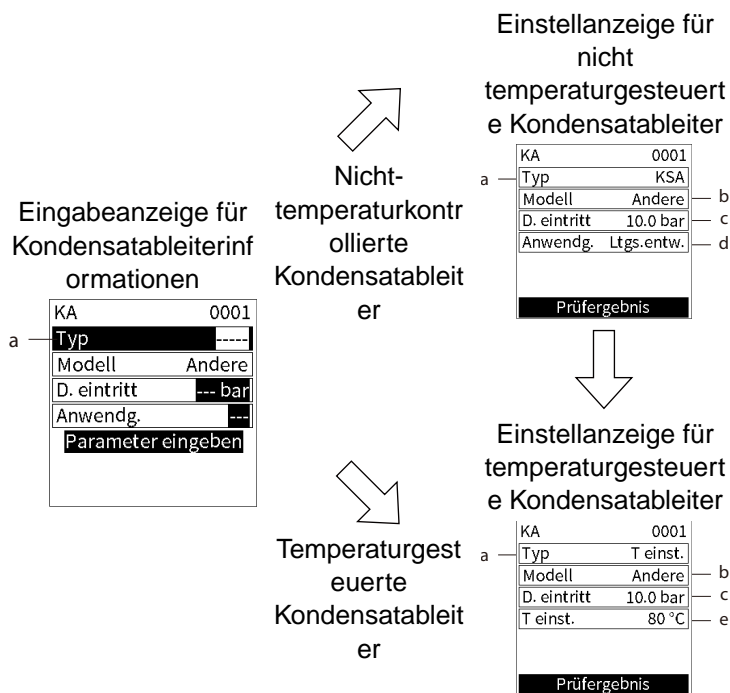 Eingabeanzeige für
Kondensatableiterinf
ormationen
KA 0001
a Typ -----
Modell Andere
D. eintritt --- bar
Anwendg. ---
Parameter eingeben
Nicht-
temperaturkontr
ollierte
Kondensatableit
er
Einstellanzeige für
nicht
temperaturgesteuert
e Kondensatableiter
KA 0001
a Typ KSA
Modell Andere b
D. eintritt 10.0 bar c
Anwendg. Ltgs.entw. d
Prüfergebnis
Temperaturgest
euerte
Kondensatableit
er
Einstellanzeige für
temperaturgesteuert
e Kondensatableiter
KA 0001
a Typ T einst.
Modell Andere b
D. eintritt 10.0 bar c
T einst. 80 °C e
Prüfergebnis